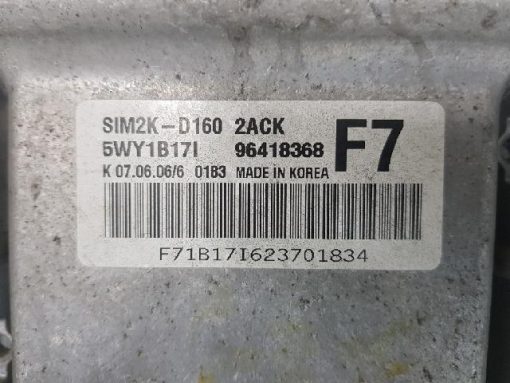 SIM2K-D160 2ACK
5WY1B17I 96418368 F7
K 07.06.06/6 0183 MADE IN KOREA
F71B17I623701834